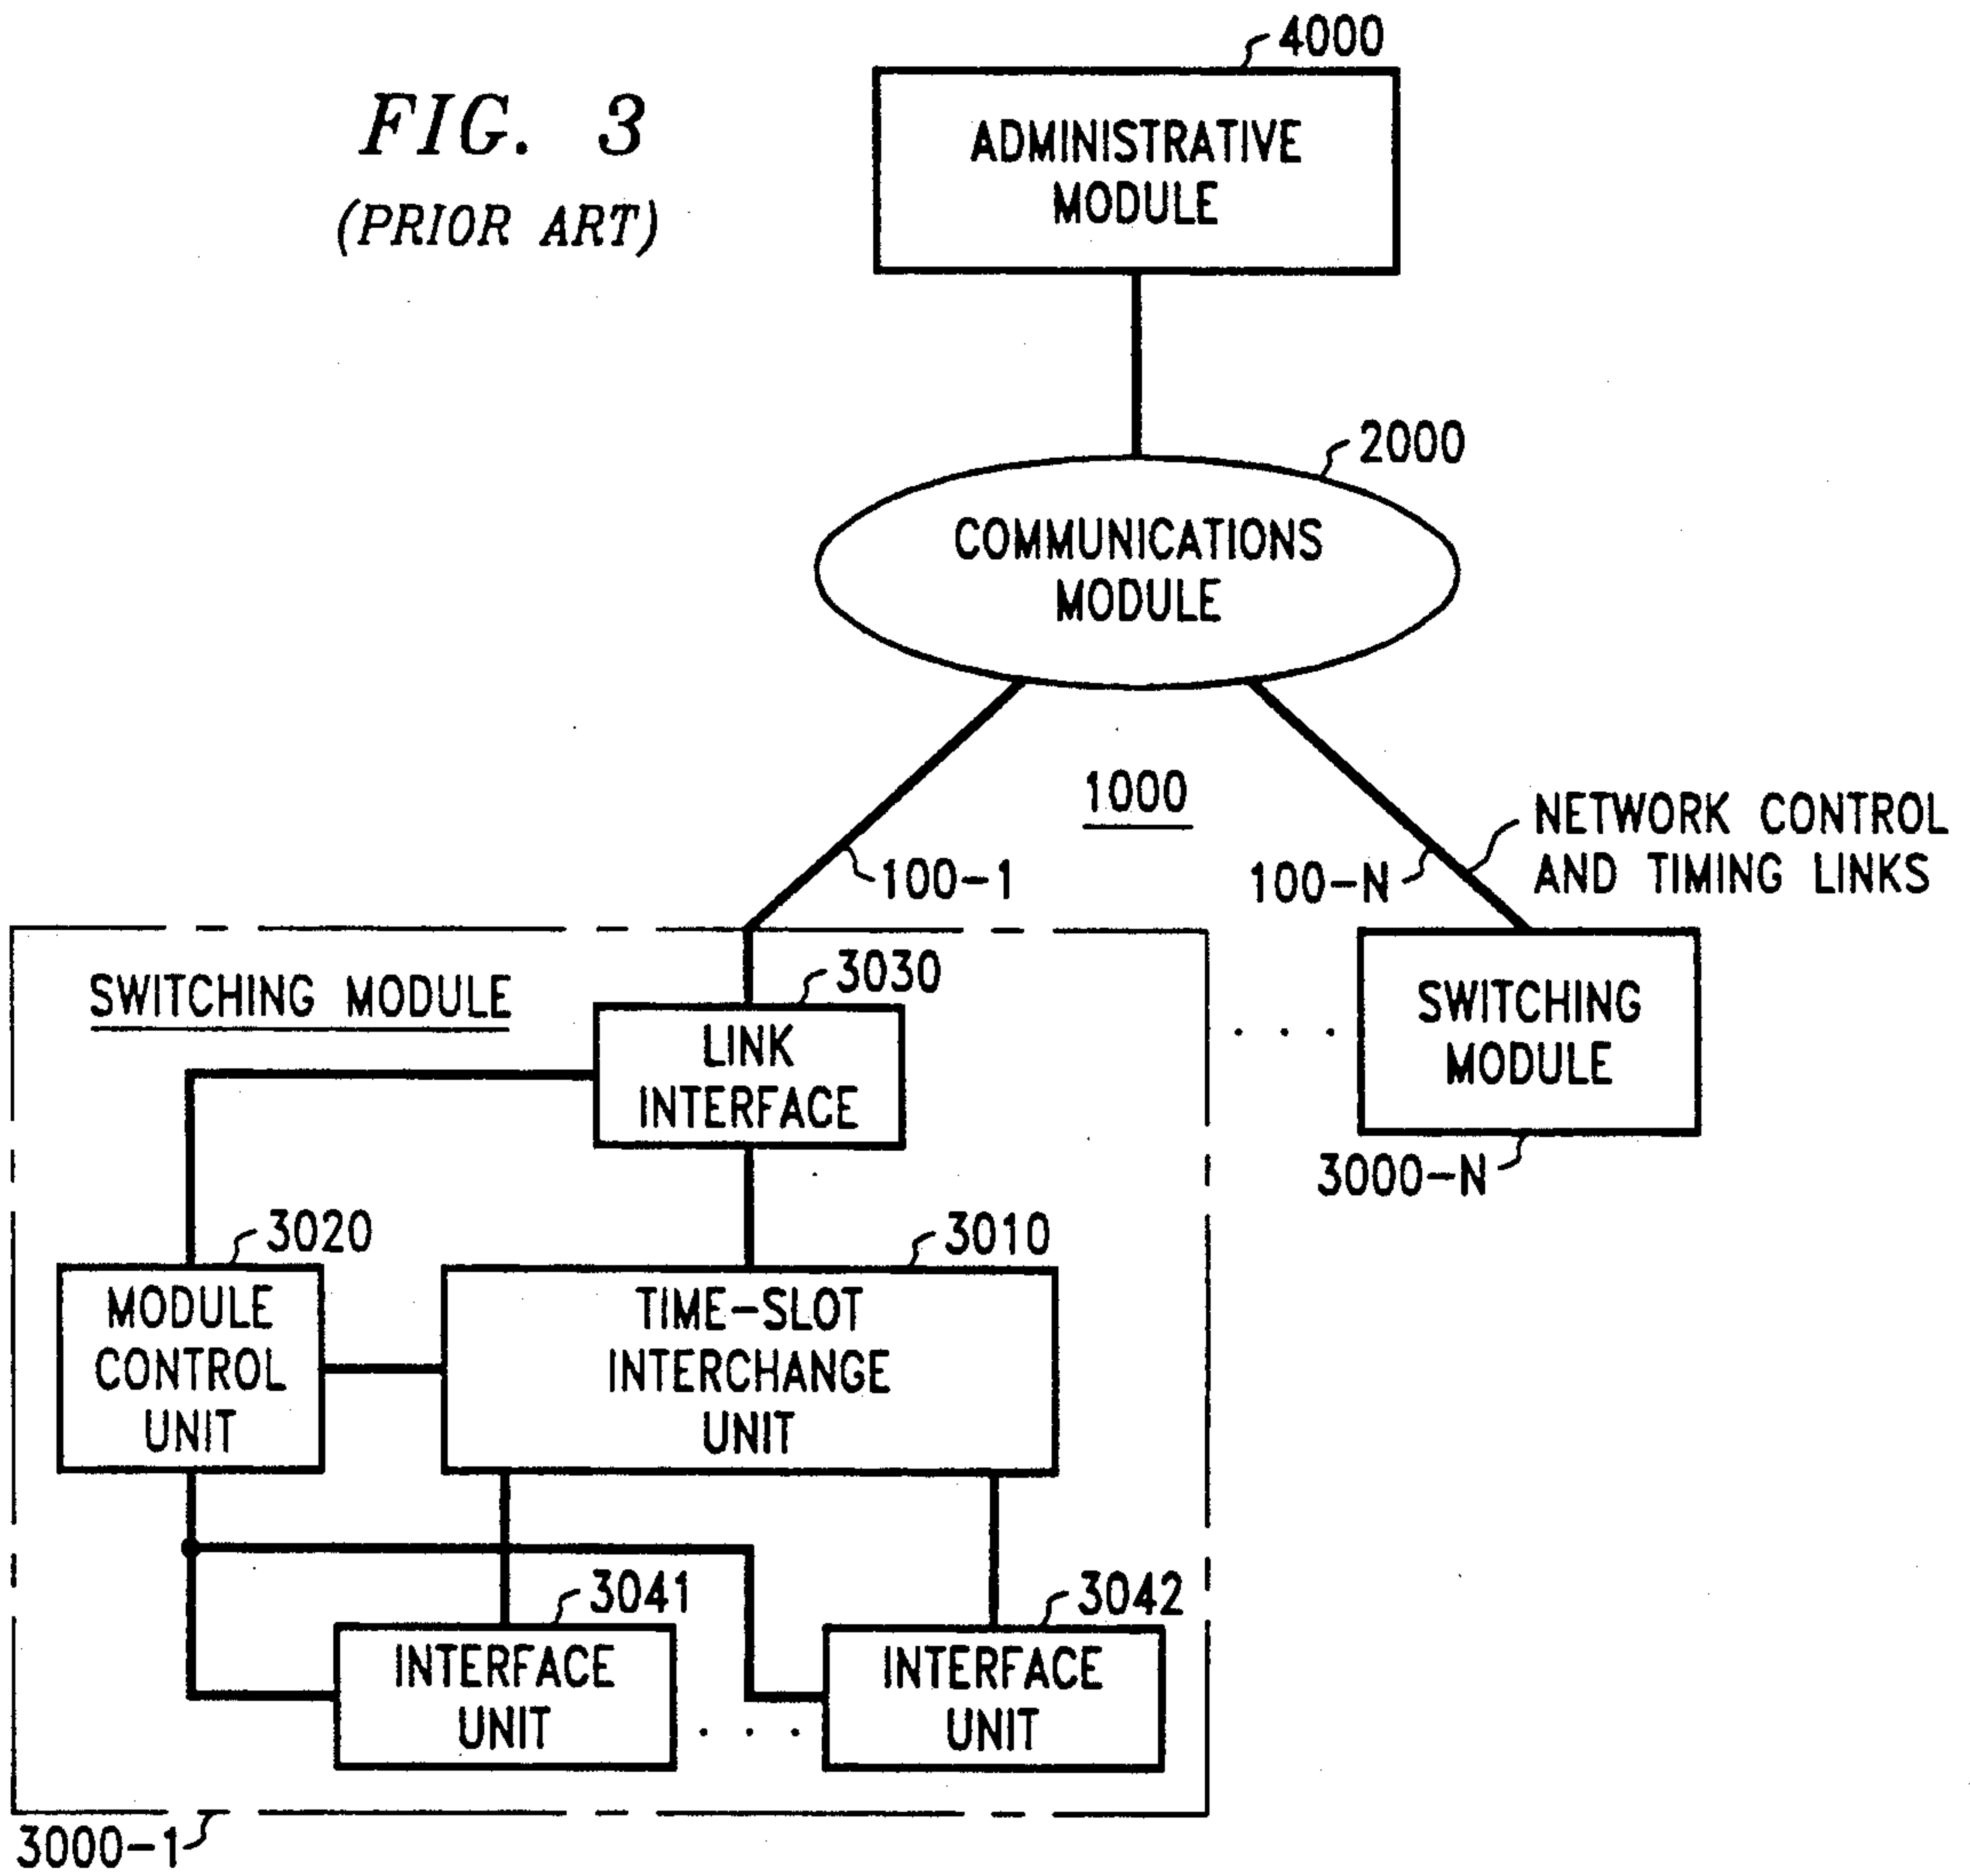 FIG. 3
(PRIOR ART)
4000
ADMINISTRATIVE
MODULE
2000
COMMUNICATIONS
MODULE
1000
100-1
100-N
NETWORK CONTROL
AND TIMING LINKS
SWITCHING MODULE
3030
LINK
INTERFACE
SWITCHING
MODULE
3000-N
3020
MODULE
CONTROL
UNIT
3010
TIME-SLOT
INTERCHANGE
UNIT
3041
INTERFACE
UNIT
3042
INTERFACE
UNIT
3000-1